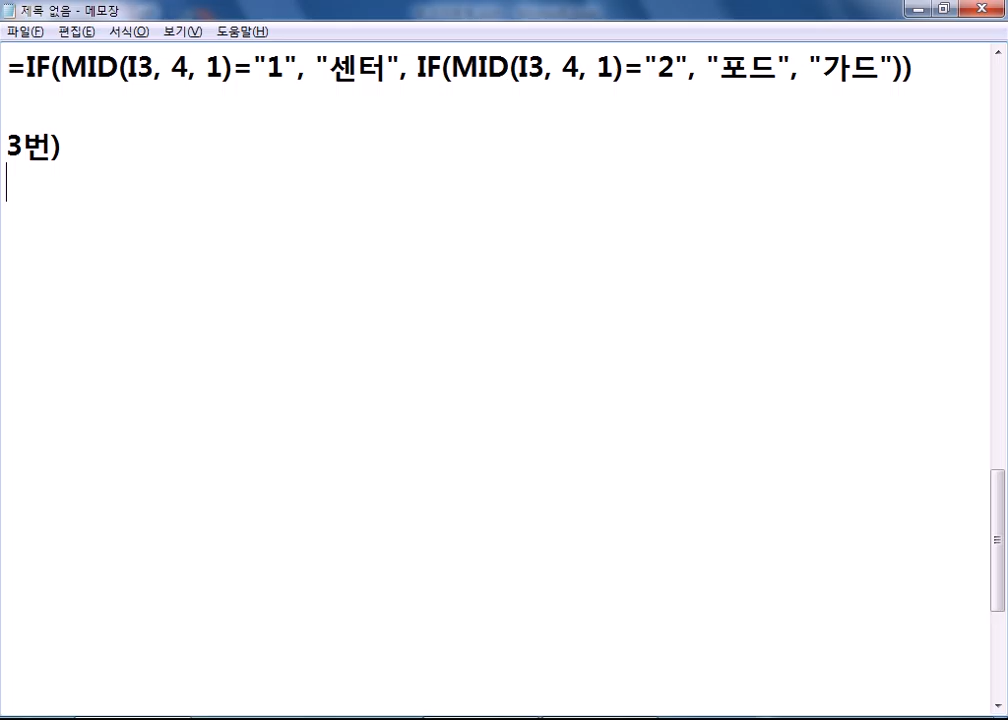 제목 없음 - 메모장
파일(F) 편집(E) 서식(O) 보기(V) 도움말(H)
=IF(MID(I3, 4, 1)="1", "센터", IF(MID(I3, 4, 1)="2", "포드", "가드"))
3번)